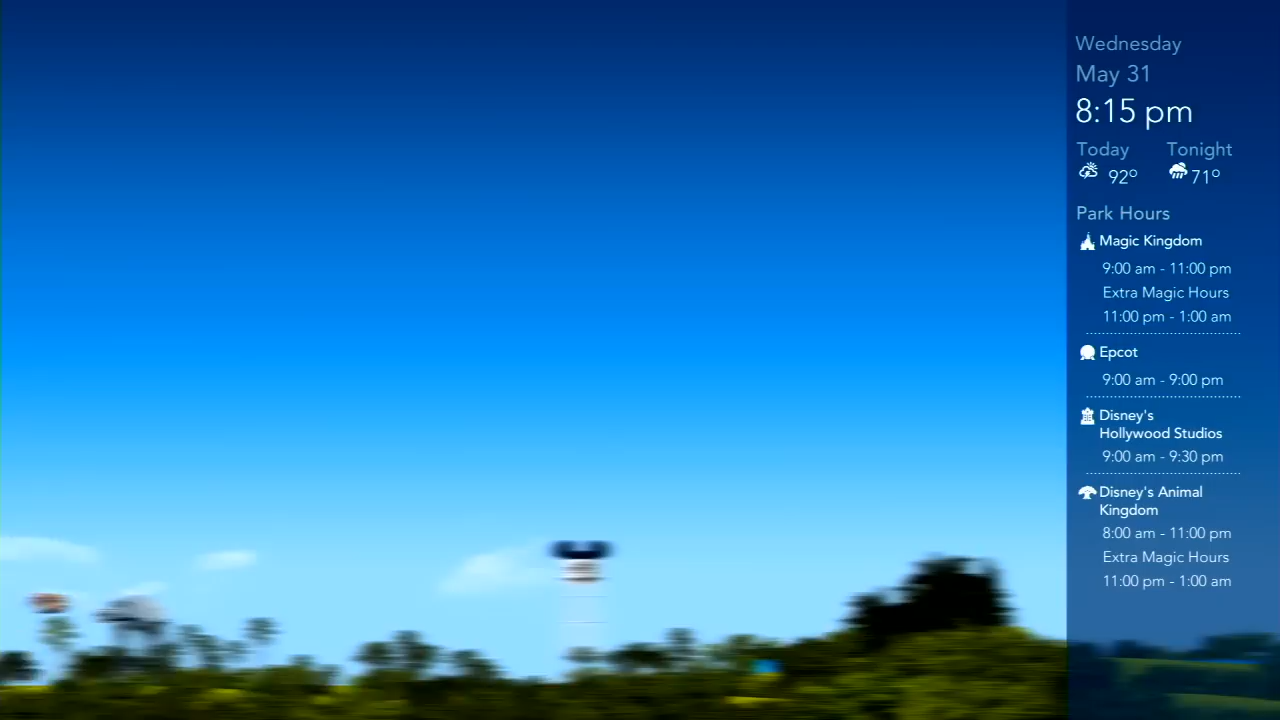 Wednesday
May 31
8:15 pm
Today Tonight
92° 71°
Park Hours
Magic Kingdom
9:00 am - 11:00 pm
Extra Magic Hours
11:00 pm - 1:00 am
Epcot
9:00 am - 9:00 pm
Disney's
Hollywood Studios
9:00 am - 9:30 pm
Disney's Animal
Kingdom
8:00 am - 11:00 pm
Extra Magic Hours
11:00 pm - 1:00 am